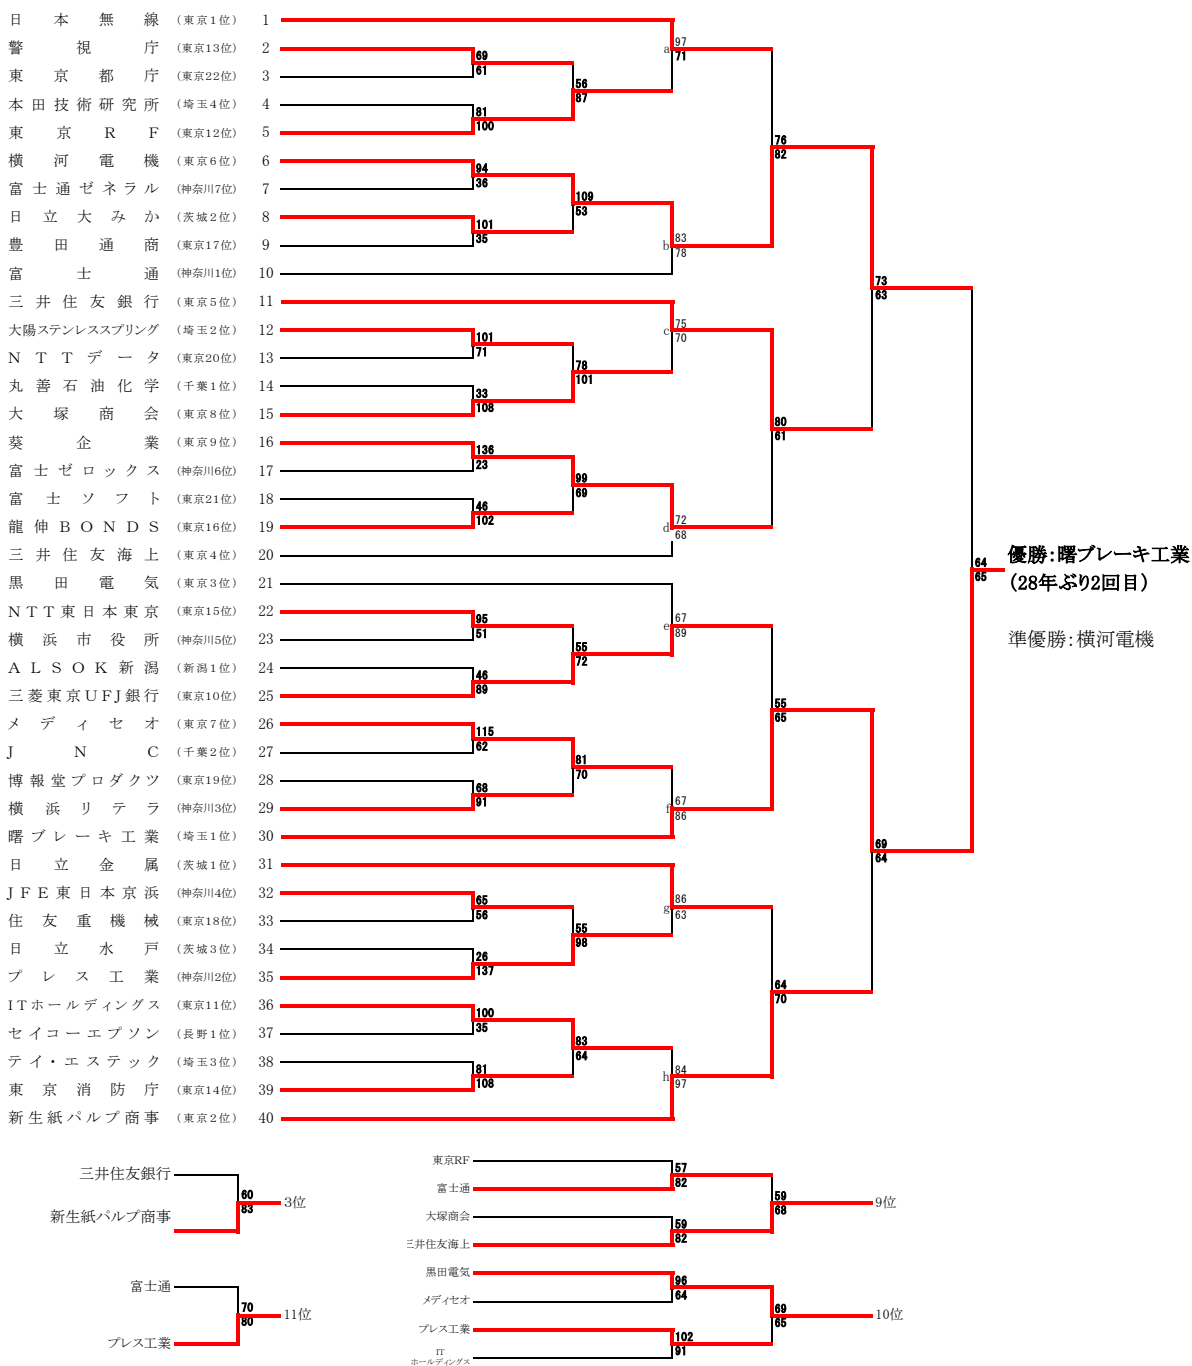 日本無線 (東京1位) 1
警視庁 (東京13位) 2
東京都庁 (東京22位) 3
本田技術研究所 (埼玉4位) 4
東京RF (東京12位) 5
横河電機 (東京6位) 6
富士通ゼネラル (神奈川7位) 7
日立大みか (茨城2位) 8
豊田通商 (東京17位) 9
富士通 (神奈川1位) 10
三井住友銀行 (東京5位) 11
大陽ステンレススプリング (埼玉2位) 12
NTTデータ (東京20位) 13
丸善石油化学 (千葉1位) 14
大塚商会 (東京8位) 15
葵企業 (東京9位) 16
富士ゼロックス (神奈川6位) 17
富士ソフト (東京21位) 18
龍伸BONDS (東京16位) 19
三井住友海上 (東京4位) 20
黒田電気 (東京3位) 21
NTT東日本東京 (東京15位) 22
横浜市役所 (神奈川5位) 23
ALSOK新潟 (新潟1位) 24
三菱東京UFJ銀行 (東京10位) 25
メディセオ (東京7位) 26
JNC (千葉2位) 27
博報堂プロダクツ (東京19位) 28
横浜リテラ (神奈川3位) 29
曙ブレーキ工業 (埼玉1位) 30
日立金属 (茨城1位) 31
JFE東日本京浜 (神奈川4位) 32
住友重機械 (東京18位) 33
日立水戸 (茨城3位) 34
プレス工業 (神奈川2位) 35
ITホールディングス (東京11位) 36
セイコーエプソン (長野1位) 37
テイ・エステック (埼玉3位) 38
東京消防庁 (東京14位) 39
新生紙パルプ商事 (東京2位) 40
69
61
81
100
94
36
101
35
101
71
33
108
136
23
46
102
95
51
46
89
115
62
68
91
65
56
26
137
100
35
81
108
56
87
109
53
78
101
99
69
55
72
81
70
55
98
83
64
a 97
71
b 83
78
c 75
70
d 72
68
e 67
89
f 67
86
g 86
63
h 84
97
76
82
80
61
55
65
64
70
73
63
69
64
64
65
優勝:曙ブレーキ工業
(28年ぶり2回目)
準優勝:横河電機
三井住友銀行
60
83
3位
新生紙パルプ商事
富士通
70
80
11位
プレス工業
東京RF
57
82
富士通
大塚商会
59
82
三井住友海上
59
68
9位
黒田電気
96
64
メディセオ
プレス工業
102
91
IT
ホールディングス
69
65
10位